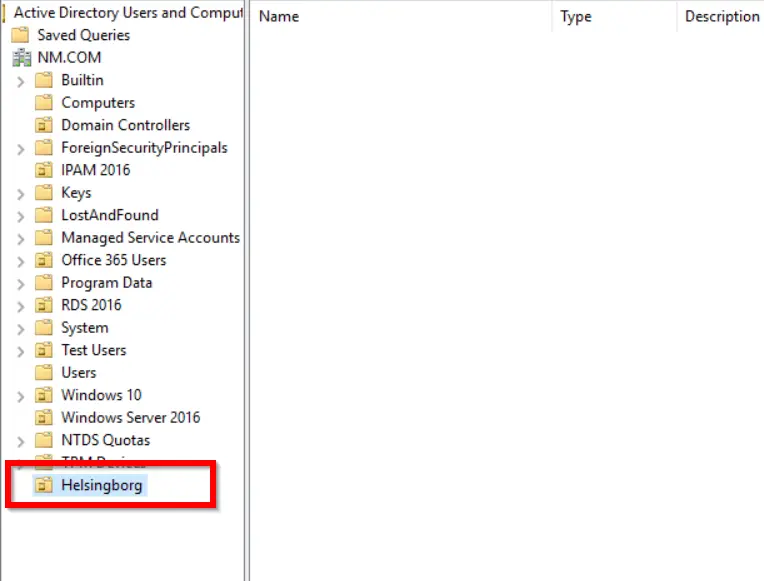 Active Directory Users and Comput
Name Type Description
Saved Queries
NM.COM
Builtin
Computers
Domain Controllers
ForeignSecurityPrincipals
IPAM 2016
Keys
LostAndFound
Managed Service Accounts
Office 365 Users
Program Data
RDS 2016
System
Test Users
Users
Windows 10
Windows Server 2016
NTDS Quotas
TPM Devices
Helsingborg